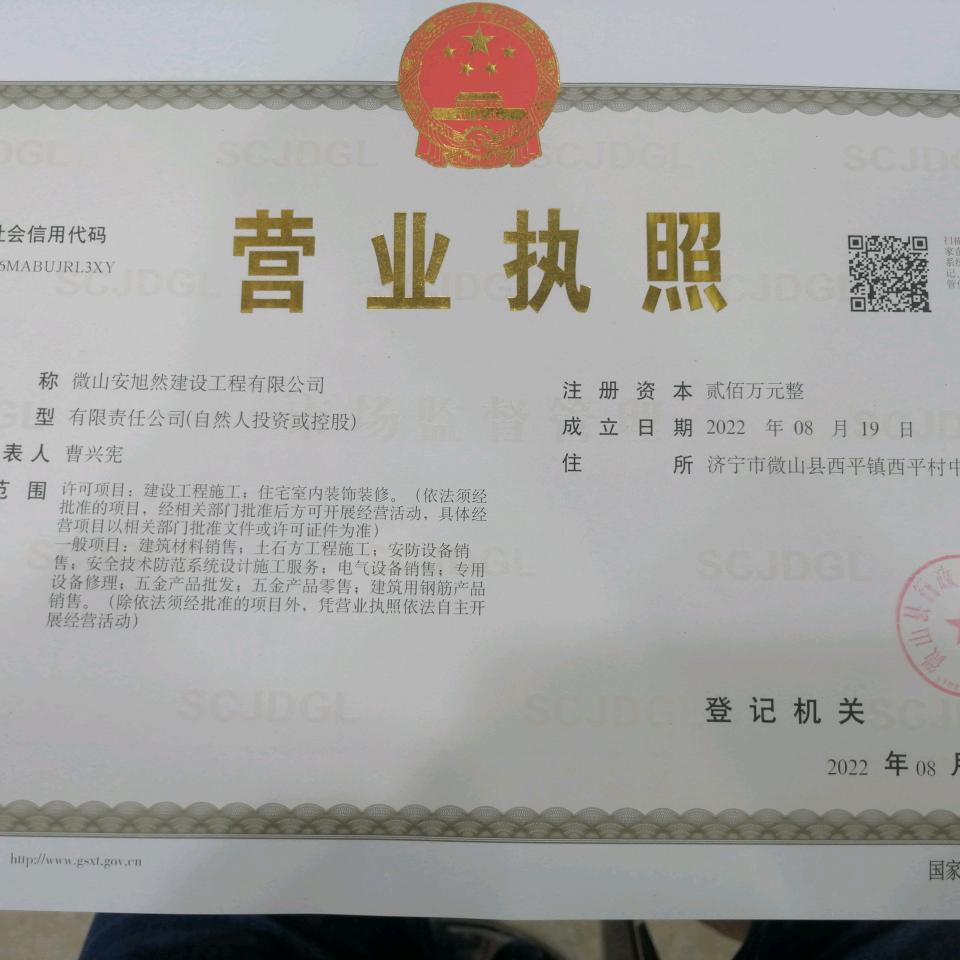 营业执照
社会信用代码
6MABUJRL3XY
称 微山安旭然建设工程有限公司
型 有限责任公司(自然人投资或控股)
表人 曹兴宪
范围 许可项目：建设工程施工；住宅室内装饰装修。（依法须经
批准的项目，经相关部门批准后方可开展经营活动，具体经
营项目以相关部门批准文件或许可证件为准）
一般项目：建筑材料销售；土石方工程施工；安防设备销
售；安全技术防范系统设计施工服务；电气设备销售；专用
设备修理；五金产品批发；五金产品零售；建筑用钢筋产品
销售。（除依法须经批准的项目外，凭营业执照依法自主开
展经营活动）
注册资本 贰佰万元整
成立日期 2022 年 08 月 19 日
住所 济宁市微山县西平镇西平村中
微山县行政
登记机关
2022 年 08 月
http://www.gsxt.gov.cn
国家
SCJDGL
市场监督管理